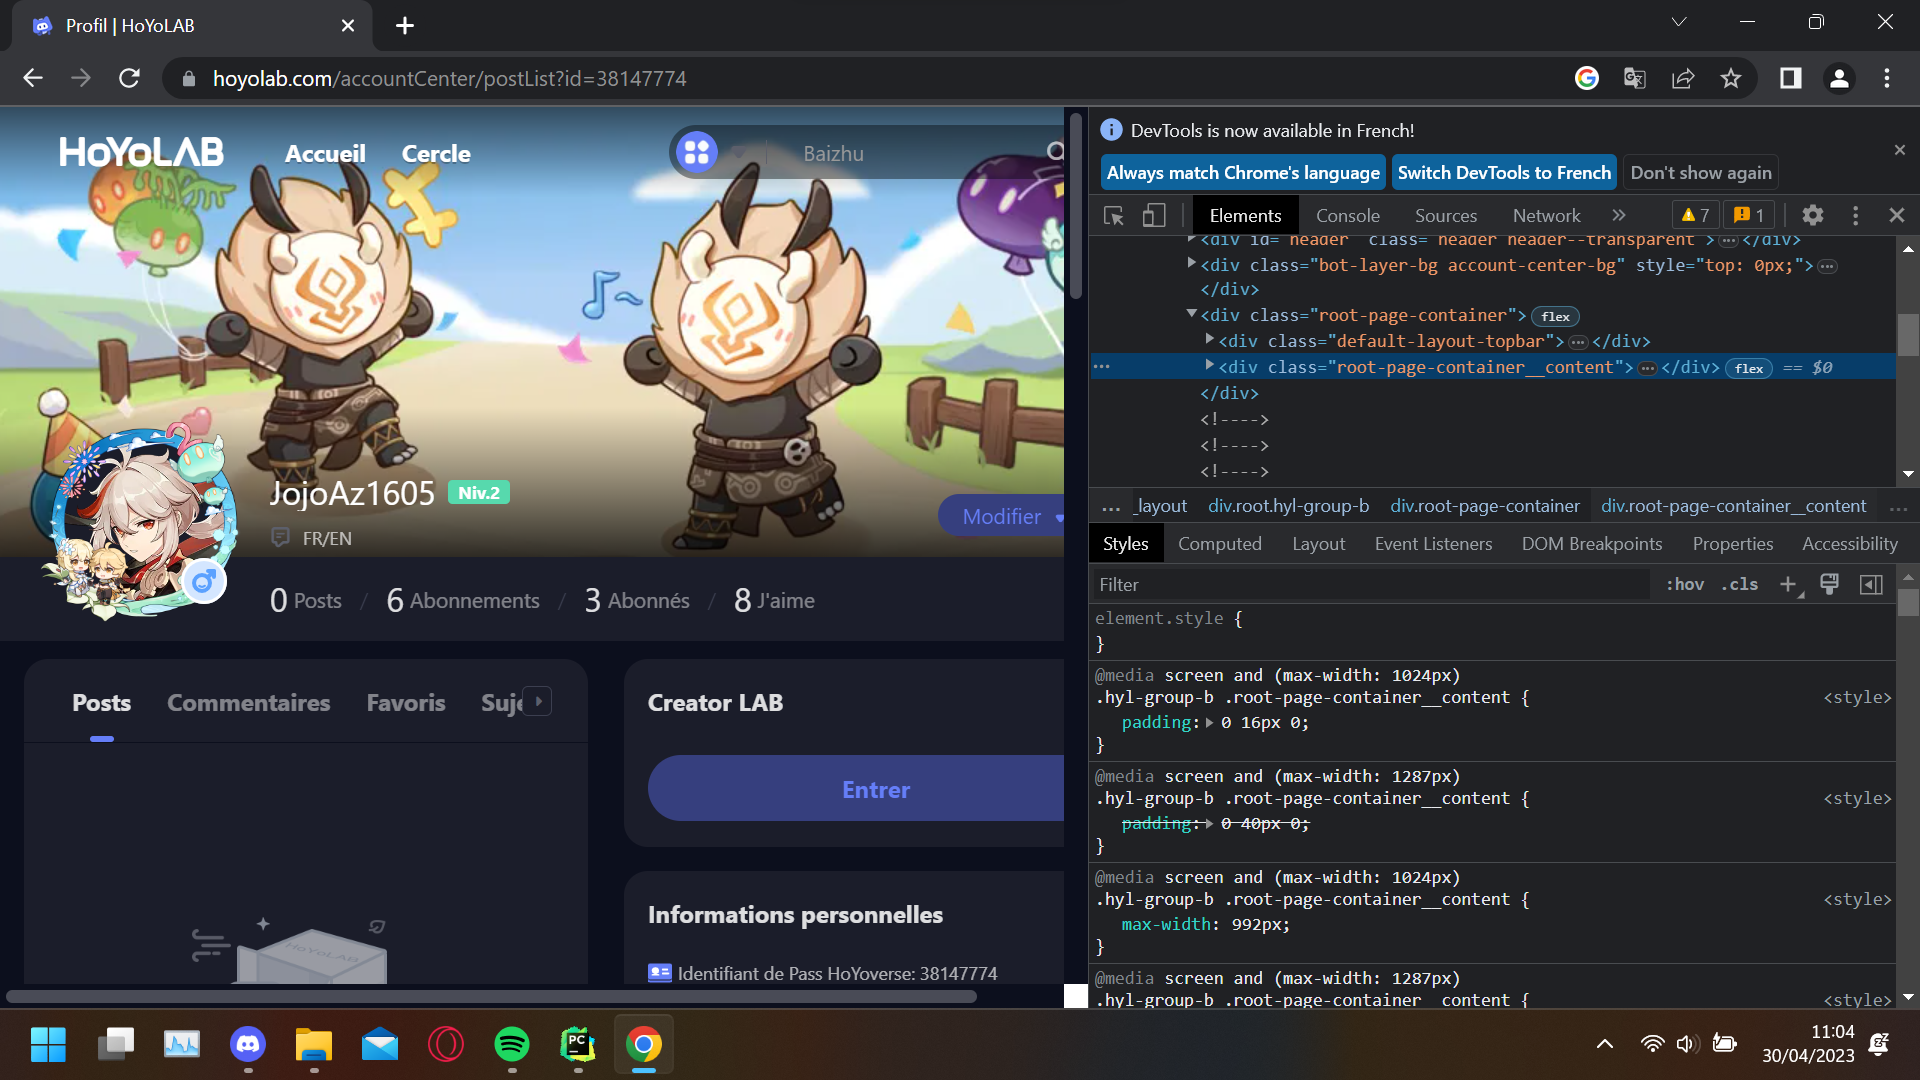 Profil | HoYoLAB
hoyolab.com/accountCenter/postList?id=38147774
HoYoLAB
Accueil
Cercle
Baizhu
JojoAz1605
Niv.2
FR/EN
Modifier
0 Posts / 6 Abonnements / 3 Abonnés / 8 J'aime
Posts
Commentaires
Favoris
Suje
HoYoLAB
Creator LAB
Entrer
Informations personnelles
Identifiant de Pass HoYoverse: 38147774
DevTools is now available in French!
Always match Chrome's language
Switch DevTools to French
Don't show again
Elements
Console
Sources
Network
»
7
1
<div id="header" class="header header--transparent">…</div>
<div class="bot-layer-bg account-center-bg" style="top: 0px;">…
</div>
<div class="root-page-container"> flex
<div class="default-layout-topbar">…</div>
<div class="root-page-container__content">…</div> flex == $0
</div>
<!---->
<!---->
<!---->
… _layout div.root.hyl-group-b div.root-page-container div.root-page-container__content …
Styles
Computed
Layout
Event Listeners
DOM Breakpoints
Properties
Accessibility
Filter
:hov .cls
element.style {
}
@media screen and (max-width: 1024px)
.hyl-group-b .root-page-container__content { <style>
padding: 0 16px 0;
}
@media screen and (max-width: 1287px)
.hyl-group-b .root-page-container__content { <style>
padding: 0 40px 0;
}
@media screen and (max-width: 1024px)
.hyl-group-b .root-page-container__content { <style>
max-width: 992px;
}
@media screen and (max-width: 1287px)
.hyl-group-b .root-page-container__content { <style>
PC
11:04
30/04/2023